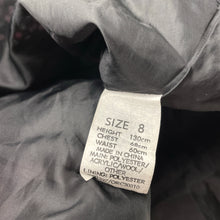 SIZE 8
HEIGHT 130cm
CHEST 68cm
WAIST 60cm
MADE IN CHINA
MAIN: POLYESTER/
ACRYLIC/WOOL/
OTHER
LINING: POLYESTER